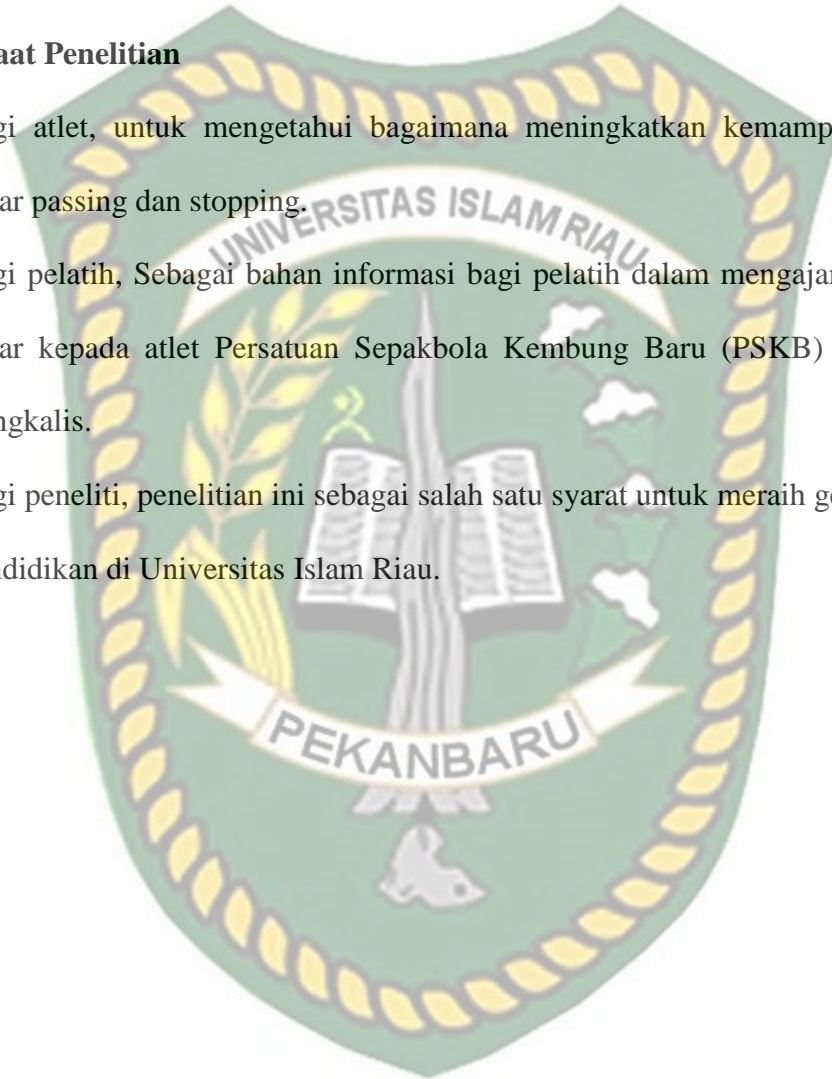 aat Penelitian
gi atlet, untuk mengetahui bagaimana meningkatkan kemamp
ar passing dan stopping.
UNIVERSITAS ISLAM RIAU
gi pelatih, Sebagai bahan informasi bagi pelatih dalam mengajar
ar kepada atlet Persatuan Sepakbola Kembung Baru (PSKB)
ngkalis.
gi peneliti, penelitian ini sebagai salah satu syarat untuk meraih g
ndidikan di Universitas Islam Riau.
PEKANBARU